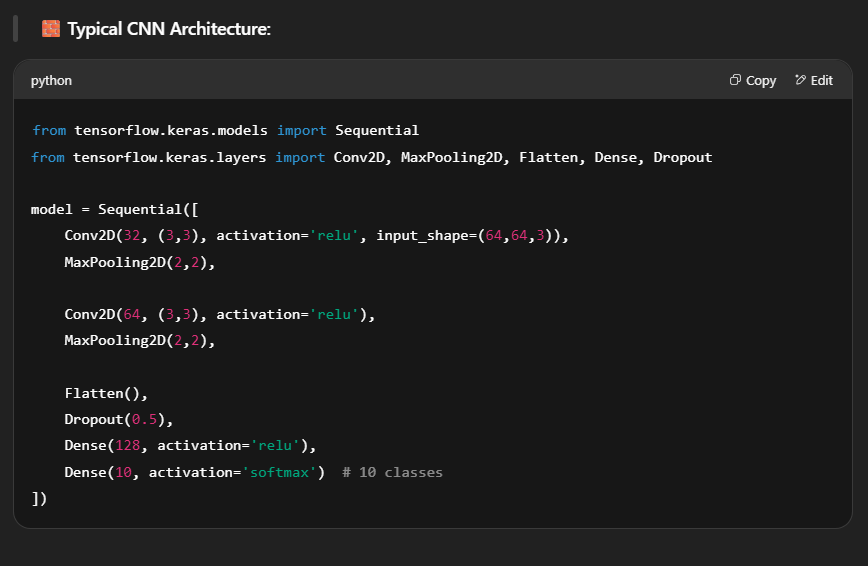 🧱 Typical CNN Architecture:
python
Copy
Edit
from tensorflow.keras.models import Sequential
from tensorflow.keras.layers import Conv2D, MaxPooling2D, Flatten, Dense, Dropout
model = Sequential([
    Conv2D(32, (3,3), activation='relu', input_shape=(64,64,3)),
    MaxPooling2D(2,2),
    Conv2D(64, (3,3), activation='relu'),
    MaxPooling2D(2,2),
    Flatten(),
    Dropout(0.5),
    Dense(128, activation='relu'),
    Dense(10, activation='softmax')  # 10 classes
])